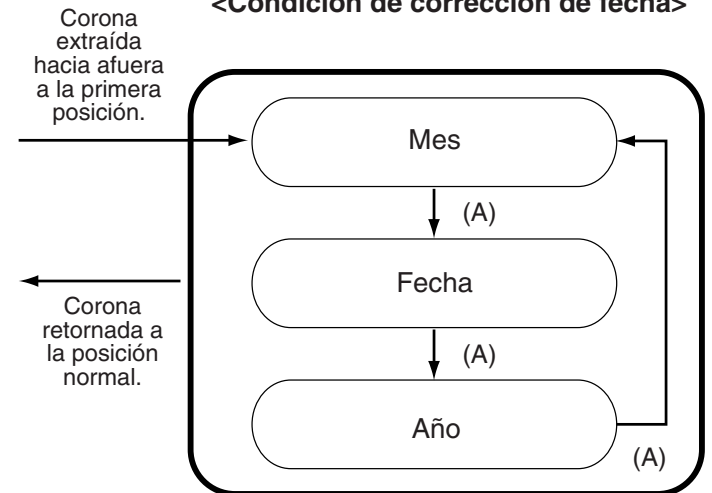 <Condición de corrección de fecha>
Corona
extraída
hacia afuera
a la primera
posición.
Mes
(A)
Fecha
Corona
retornada a
la posición
normal.
(A)
Año
(A)